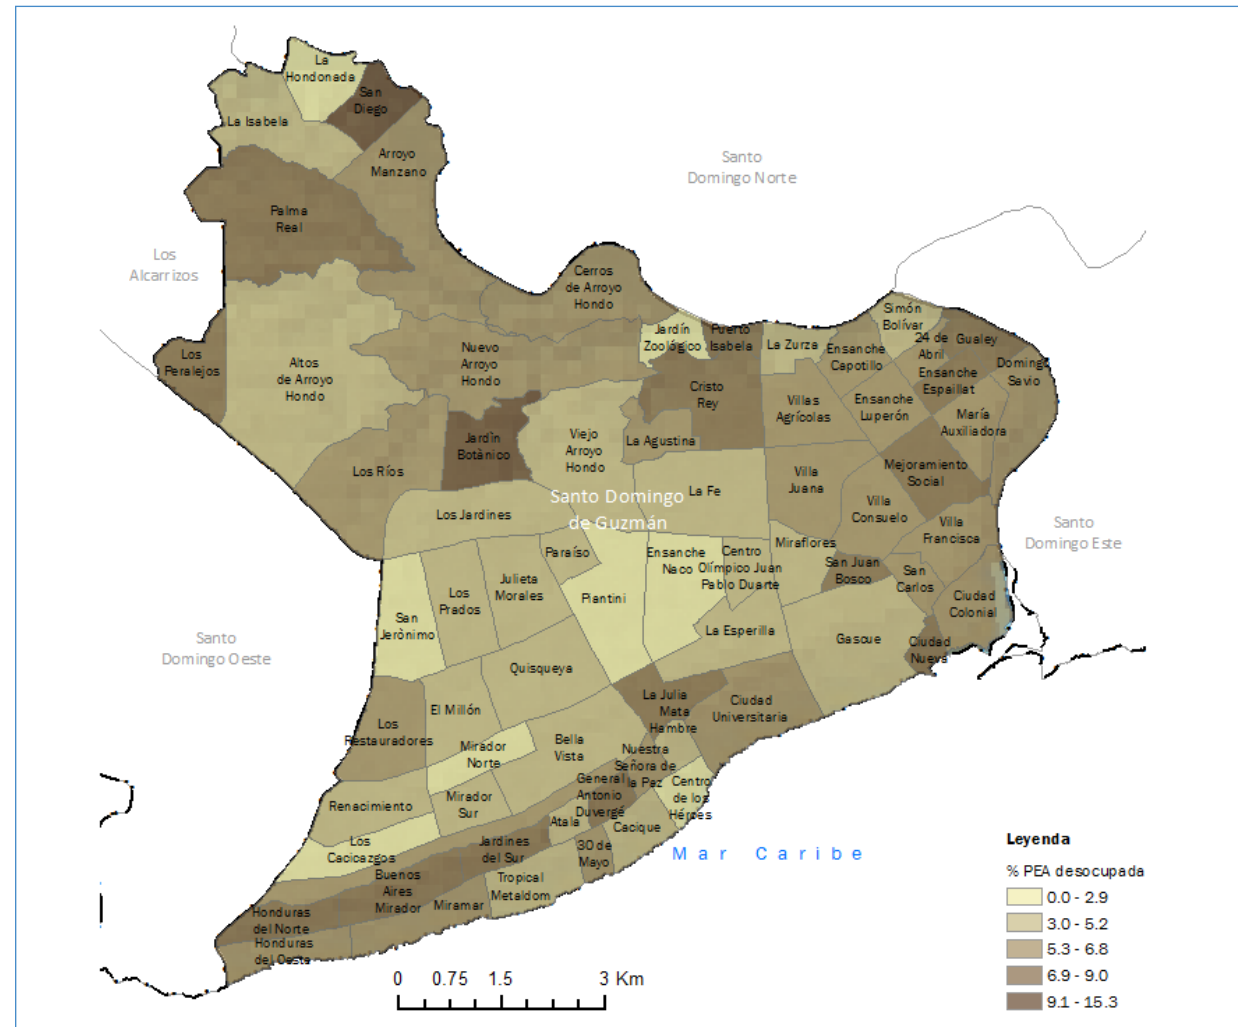 La
Hondonada
San
Diego
La Isabela
Arroyo
Manzano
Santo
Domingo Norte
Palma
Real
Los
Alcarrizos
Cerros
de Arroyo
Hondo
Simón
Bolívar
Jardín
Zoológico
Puerto
Isabela
La Zurza
Ensanche
Capotillo
24 de
Abril
Gualey
Los
Peralejos
Altos
de Arroyo
Hondo
Nuevo
Arroyo
Hondo
Domingo
Savio
Ensanche
Espaillat
Cristo
Rey
Villas
Agrícolas
Ensanche
Luperón
María
Auxiliadora
Jardìn
Botànico
Viejo
Arroyo
Hondo
La Agustina
Los Ríos
Mejoramiento
Social
Villa
Juana
La Fe
Santo Domingo
de Guzmán
Los Jardines
Villa
Consuelo
Villa
Francisca
Santo
Domingo Este
Paraíso
Ensanche
Naco
Centro
Olímpico Juan
Pablo Duarte
Miraflores
San Juan
Bosco
San
Carlos
Julieta
Morales
Los
Prados
Piantini
Ciudad
Colonial
San
Jerònimo
La Esperilla
Gascue
Ciudad
Nueva
Santo
Domingo Oeste
Quisqueya
La Julia
Mata
Hambre
Ciudad
Universitaria
El Millón
Los
Restauradores
Mirador
Norte
Bella
Vista
Nuestra
Señora de
la Paz
General
Antonio
Duvergé
Centro
de los
Héroes
Renacimiento
Mirador
Sur
Atala
Cacique
Los
Cacicazgos
Jardines
del Sur
30 de
Mayo
Mar Caribe
Buenos
Aires
Mirador
Tropical
Metaldom
Miramar
Honduras
del Norte
Honduras
del Oeste
Leyenda
% PEA desocupada
0.0 - 2.9
3.0 - 5.2
5.3 - 6.8
6.9 - 9.0
9.1 - 15.3
0 0.75 1.5 3 Km